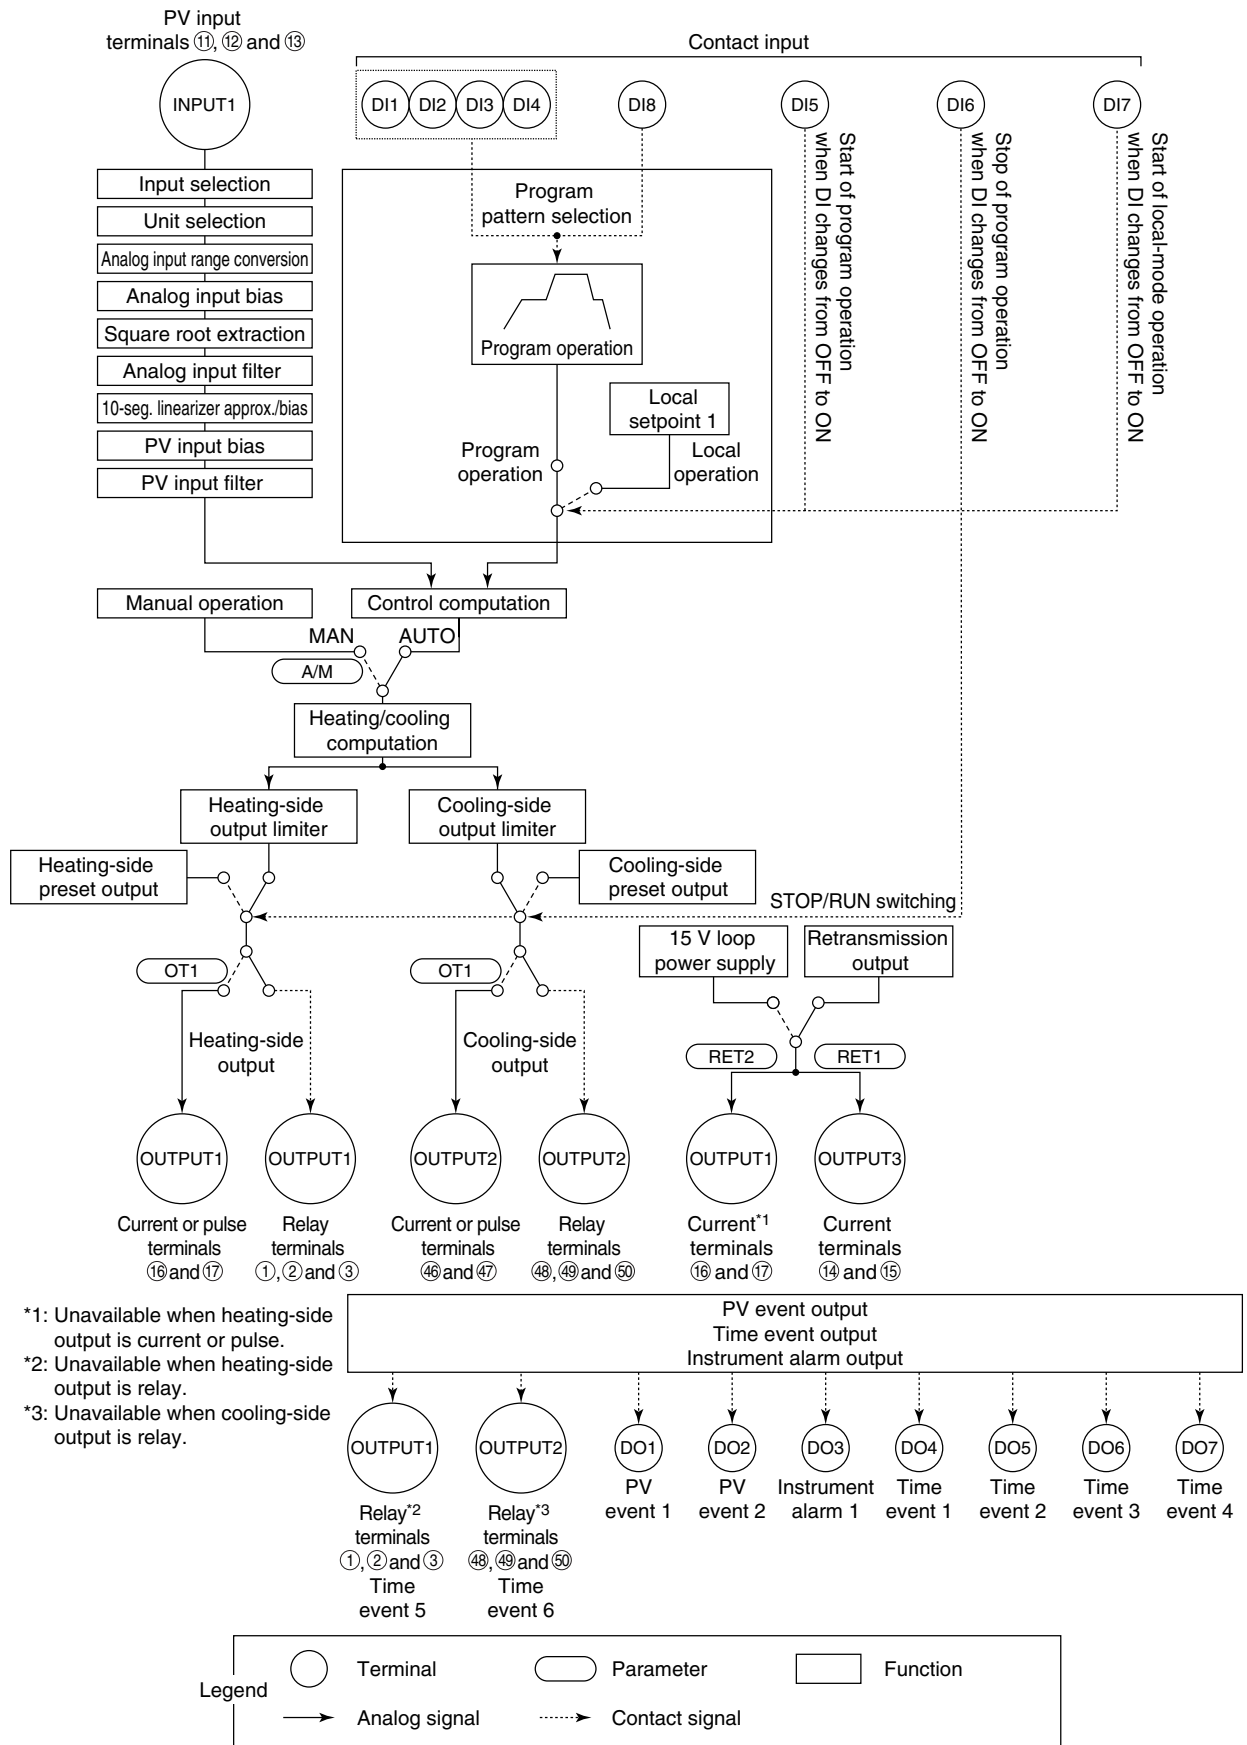 PV input
terminals ⑪, ⑫ and ⑬
Contact input
INPUT1
DI1
DI2
DI3
DI4
DI8
DI5
DI6
DI7
Start of program operation
when DI changes from OFF to ON
Stop of program operation
when DI changes from OFF to ON
Start of local-mode operation
when DI changes from OFF to ON
Input selection
Unit selection
Analog input range conversion
Analog input bias
Square root extraction
Analog input filter
10-seg. linearizer approx./bias
PV input bias
PV input filter
Program
pattern selection
Program operation
Local
setpoint 1
Program
operation
Local
operation
Manual operation
Control computation
MAN
AUTO
A/M
Heating/cooling
computation
Heating-side
output limiter
Cooling-side
output limiter
Heating-side
preset output
Cooling-side
preset output
STOP/RUN switching
15 V loop
power supply
Retransmission
output
OT1
OT1
Heating-side
output
Cooling-side
output
RET2
RET1
OUTPUT1
OUTPUT1
OUTPUT2
OUTPUT2
OUTPUT1
OUTPUT3
Current or pulse
terminals
⑯ and ⑰
Relay
terminals
①, ② and ③
Current or pulse
terminals
㊻ and ㊼
Relay
terminals
㊽, ㊾ and ㊿
Current*1
terminals
⑯ and ⑰
Current
terminals
⑭ and ⑮
*1: Unavailable when heating-side
output is current or pulse.
*2: Unavailable when heating-side
output is relay.
*3: Unavailable when cooling-side
output is relay.
PV event output
Time event output
Instrument alarm output
OUTPUT1
OUTPUT2
DO1
DO2
DO3
DO4
DO5
DO6
DO7
Relay*2
terminals
①, ② and ③
Time
event 5
Relay*3
terminals
㊽, ㊾ and ㊿
Time
event 6
PV
event 1
PV
event 2
Instrument
alarm 1
Time
event 1
Time
event 2
Time
event 3
Time
event 4
Legend
Terminal
Parameter
Function
Analog signal
Contact signal